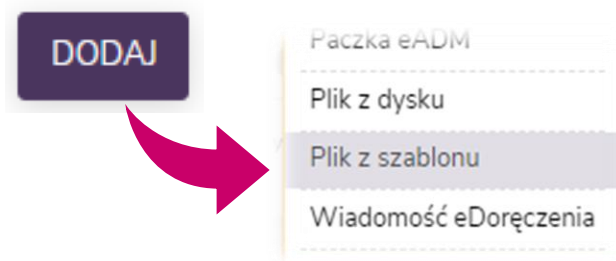 DODAJ
Paczka eADM
Plik z dysku
Plik z szablonu
Wiadomość eDoręczenia